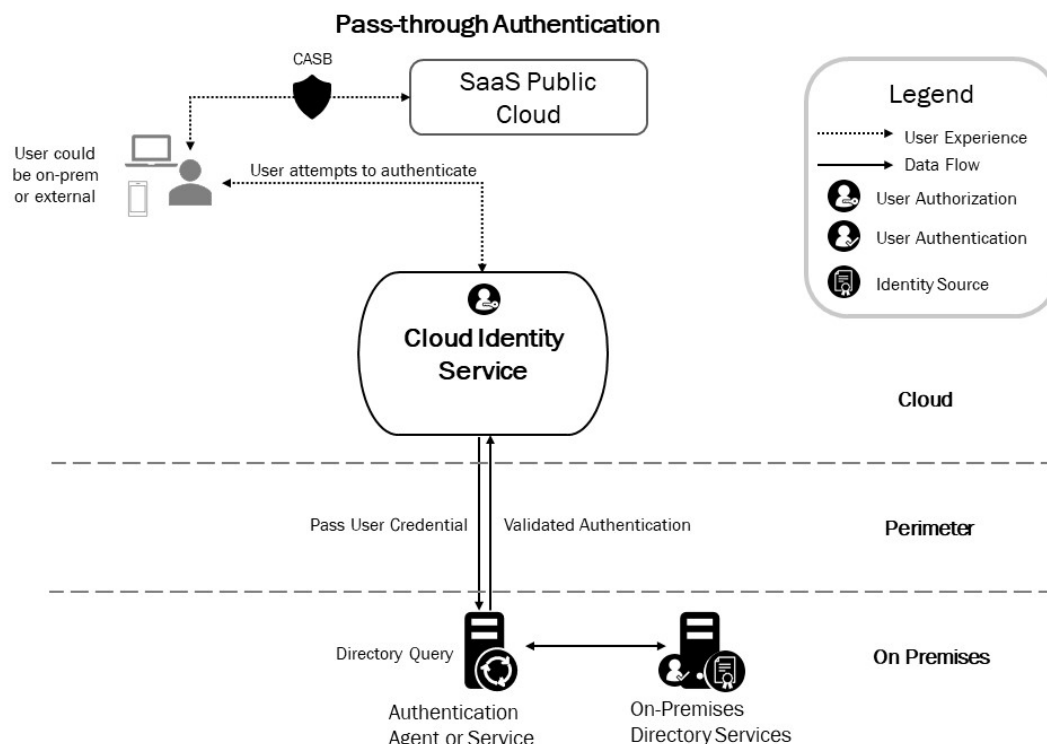 Pass-through Authentication
CASB
SaaS Public
Cloud
User could
be on-prem
or external
User attempts to authenticate
Legend
User Experience
Data Flow
User Authorization
User Authentication
Identity Source
Cloud Identity
Service
Cloud
Pass User Credential
Validated Authentication
Perimeter
Directory Query
On Premises
Authentication
Agent or Service
On-Premises
Directory Services